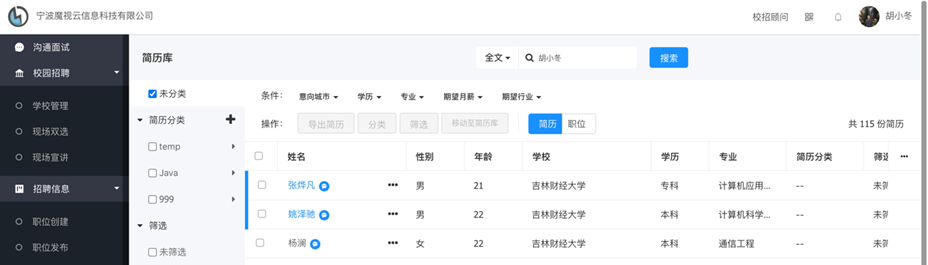 宁波魔视云信息科技有限公司
校招顾问
胡小冬
沟通面试
校园招聘
学校管理
现场双选
现场宣讲
招聘信息
职位创建
职位发布
简历库
全文
胡小冬
搜索
未分类
简历分类
temp
Java
999
筛选
未筛选
条件： 意向城市 学历 专业 期望月薪 期望行业
操作： 导出简历 分类 筛选 移动至简历库 简历 职位 共 115 份简历
姓名 性别 年龄 学校 学历 专业 简历分类 筛选
张烨凡 男 21 吉林财经大学 专科 计算机应用... -- 未筛
姚泽驰 男 22 吉林财经大学 本科 计算机科学... -- 未筛
杨澜 女 22 吉林财经大学 本科 通信工程 -- 未筛